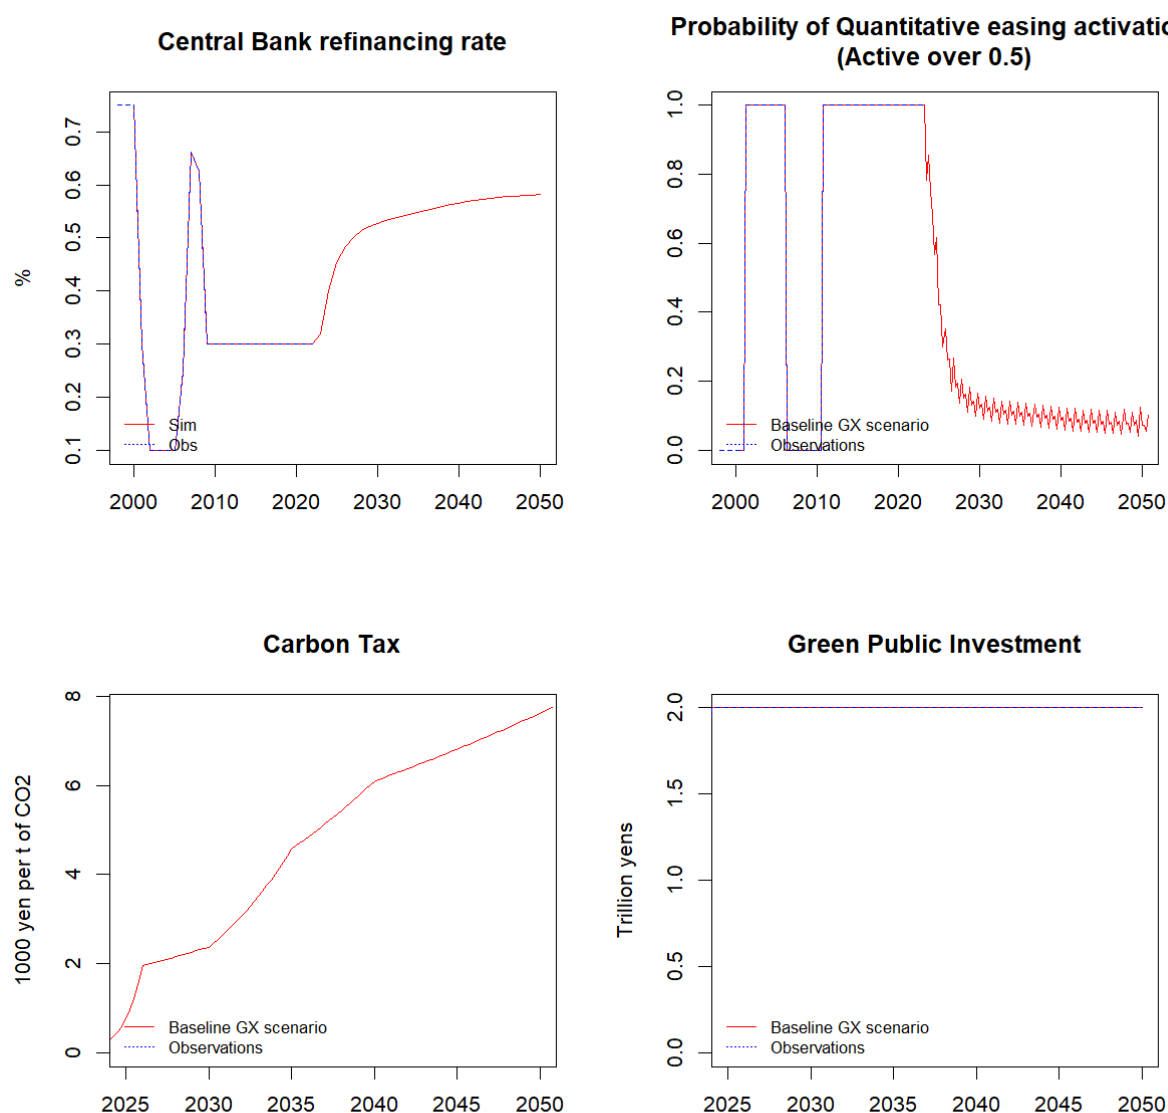 Central Bank refinancing rate
%
0.7
0.6
0.5
0.4
0.3
0.2
0.1
Sim
Obs
2000 2010 2020 2030 2040 2050
Probability of Quantitative easing activatio
(Active over 0.5)
1.0
0.8
0.6
0.4
0.2
0.0
Baseline GX scenario
Observations
2000 2010 2020 2030 2040 2050
Carbon Tax
1000 yen per t of CO2
8
6
4
2
0
Baseline GX scenario
Observations
2025 2030 2035 2040 2045 2050
Green Public Investment
Trillion yens
2.0
1.5
1.0
0.5
0.0
Baseline GX scenario
Observations
2025 2030 2035 2040 2045 2050